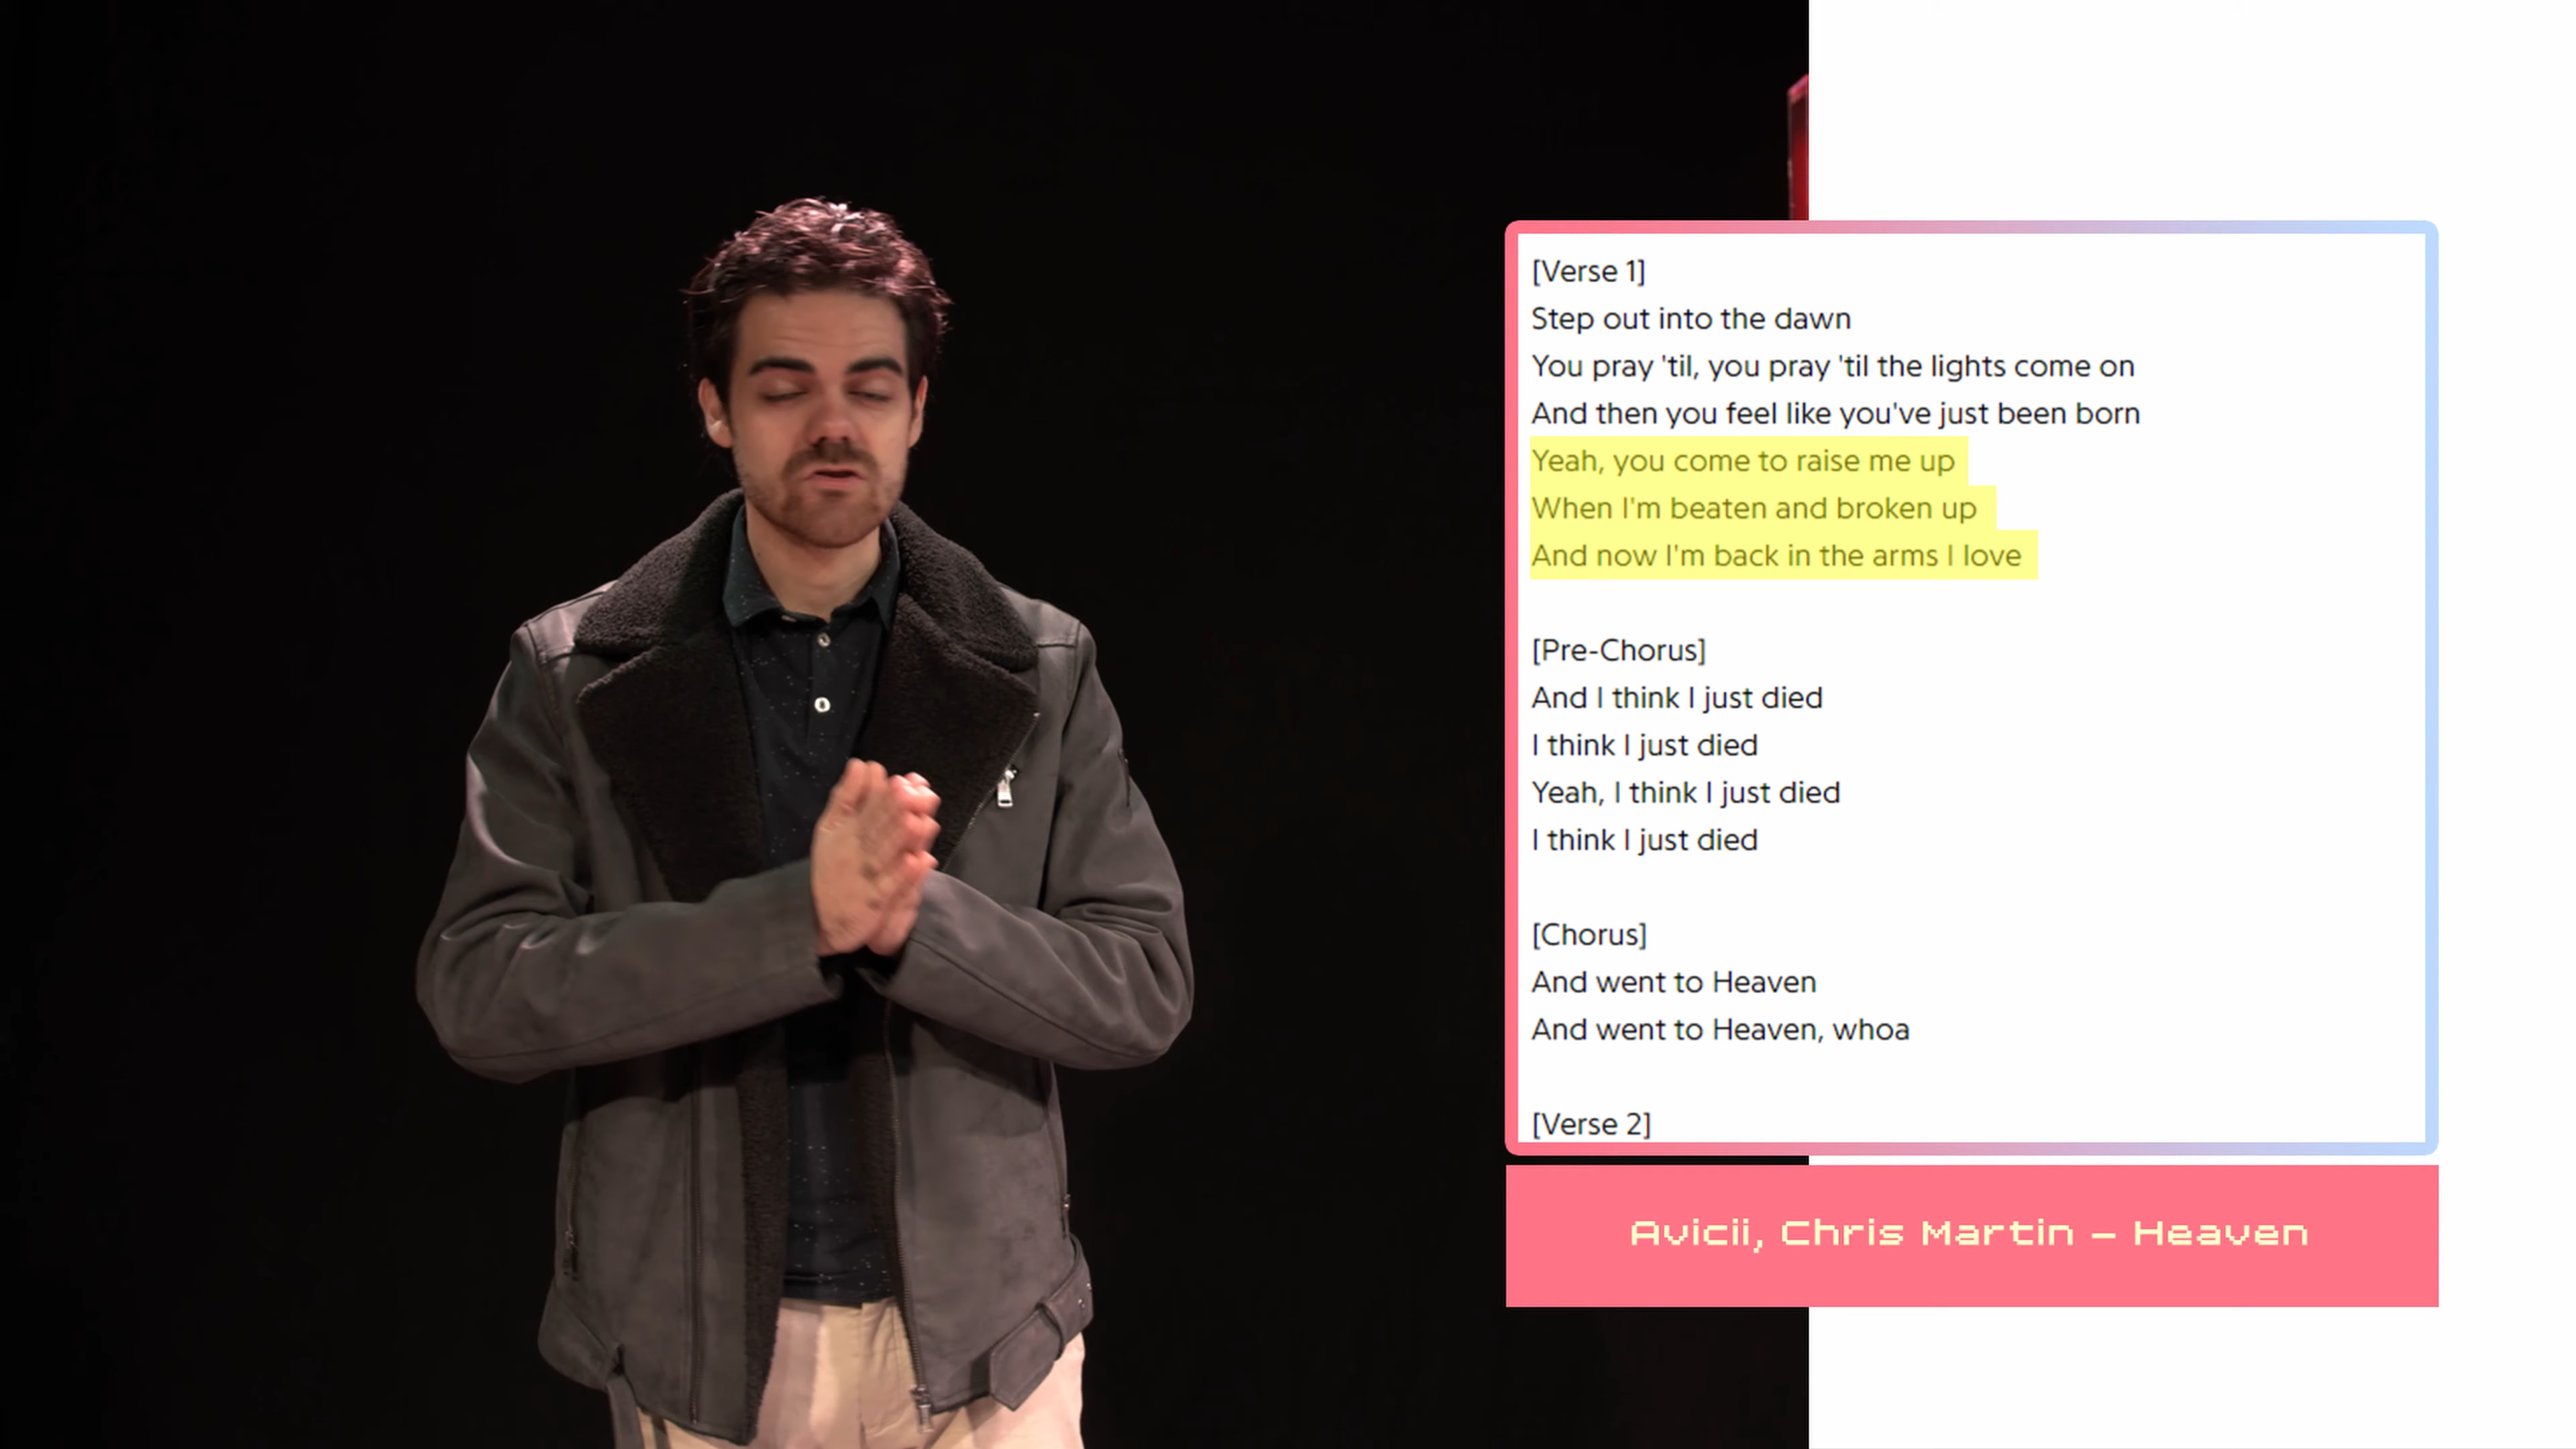 [Verse 1]
Step out into the dawn
You pray 'til, you pray 'til the lights come on
And then you feel like you've just been born
Yeah, you come to raise me up
When I'm beaten and broken up
And now I'm back in the arms I love
[Pre-Chorus]
And I think I just died
I think I just died
Yeah, I think I just died
I think I just died
[Chorus]
And went to Heaven
And went to Heaven, whoa
[Verse 2]
Avicii, Chris Martin – Heaven